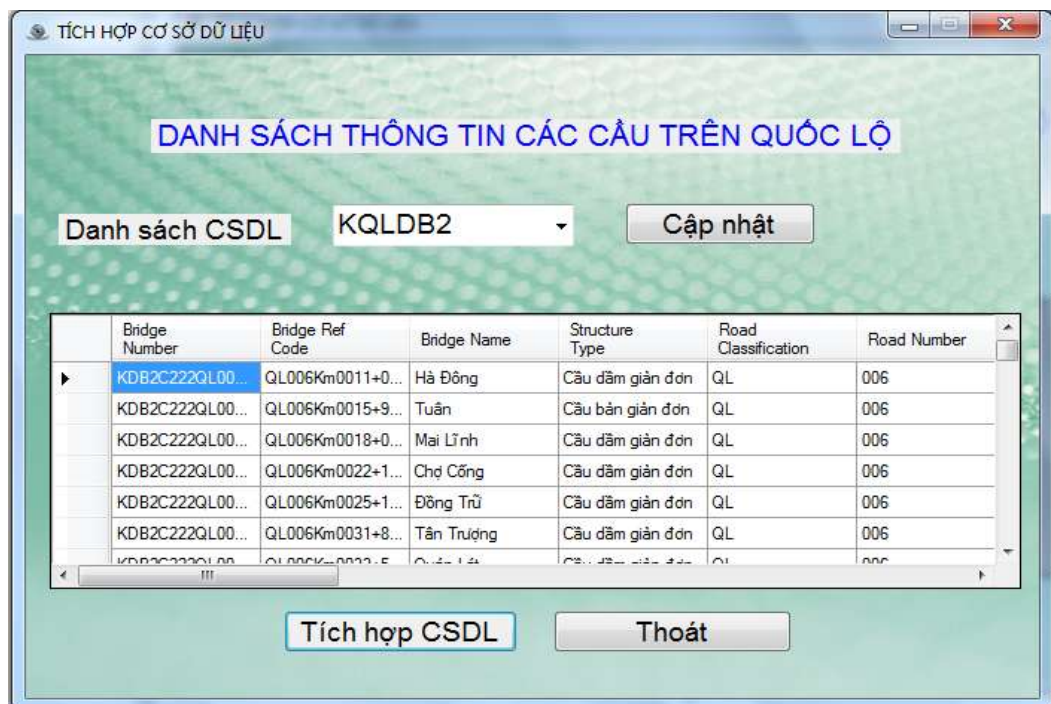 TÍCH HỢP CƠ SỞ DỮ LIỆU
DANH SÁCH THÔNG TIN CÁC CẦU TRÊN QUỐC LỘ
Danh sách CSDL KQLDB2 Cập nhật
Bridge Number Bridge Ref Code Bridge Name Structure Type Road Classification Road Number
KDB2C222QL00... QL006Km0011+0... Hà Đông Cầu dầm giản đơn QL 006
KDB2C222QL00... QL006Km0015+9... Tuân Cầu bản giản đơn QL 006
KDB2C222QL00... QL006Km0018+0... Mai Lĩnh Cầu dầm giản đơn QL 006
KDB2C222QL00... QL006Km0022+1... Chợ Cống Cầu dầm giản đơn QL 006
KDB2C222QL00... QL006Km0025+1... Đồng Trũ Cầu dầm giản đơn QL 006
KDB2C222QL00... QL006Km0031+8... Tân Trượng Cầu dầm giản đơn QL 006
Tích hợp CSDL Thoát